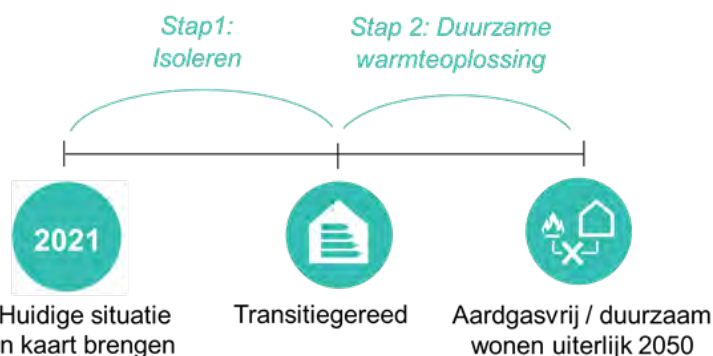 Stap1:
Isoleren
Stap 2: Duurzame
warmteoplossing
2021
Huidige situatie
n kaart brengen
Transitiegereed
Aardgasvrij / duurzaam
wonen uiterlijk 2050